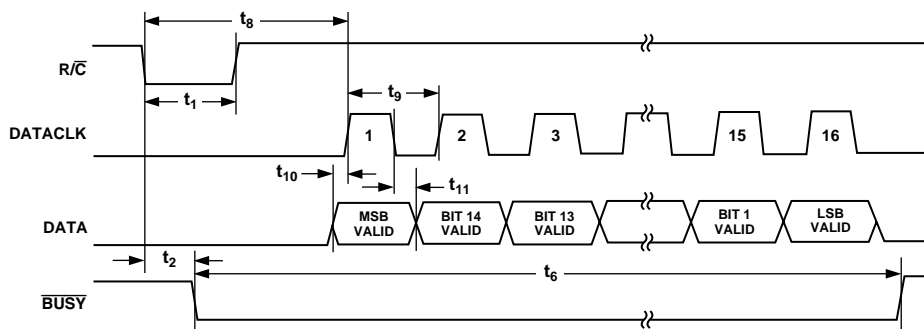 t8
R/C̅
t1
t9
DATACLK
1
2
3
15
16
t10
t11
DATA
MSB
VALID
BIT 14
VALID
BIT 13
VALID
BIT 1
VALID
LSB
VALID
t2
t6
B̅U̅S̅Y̅